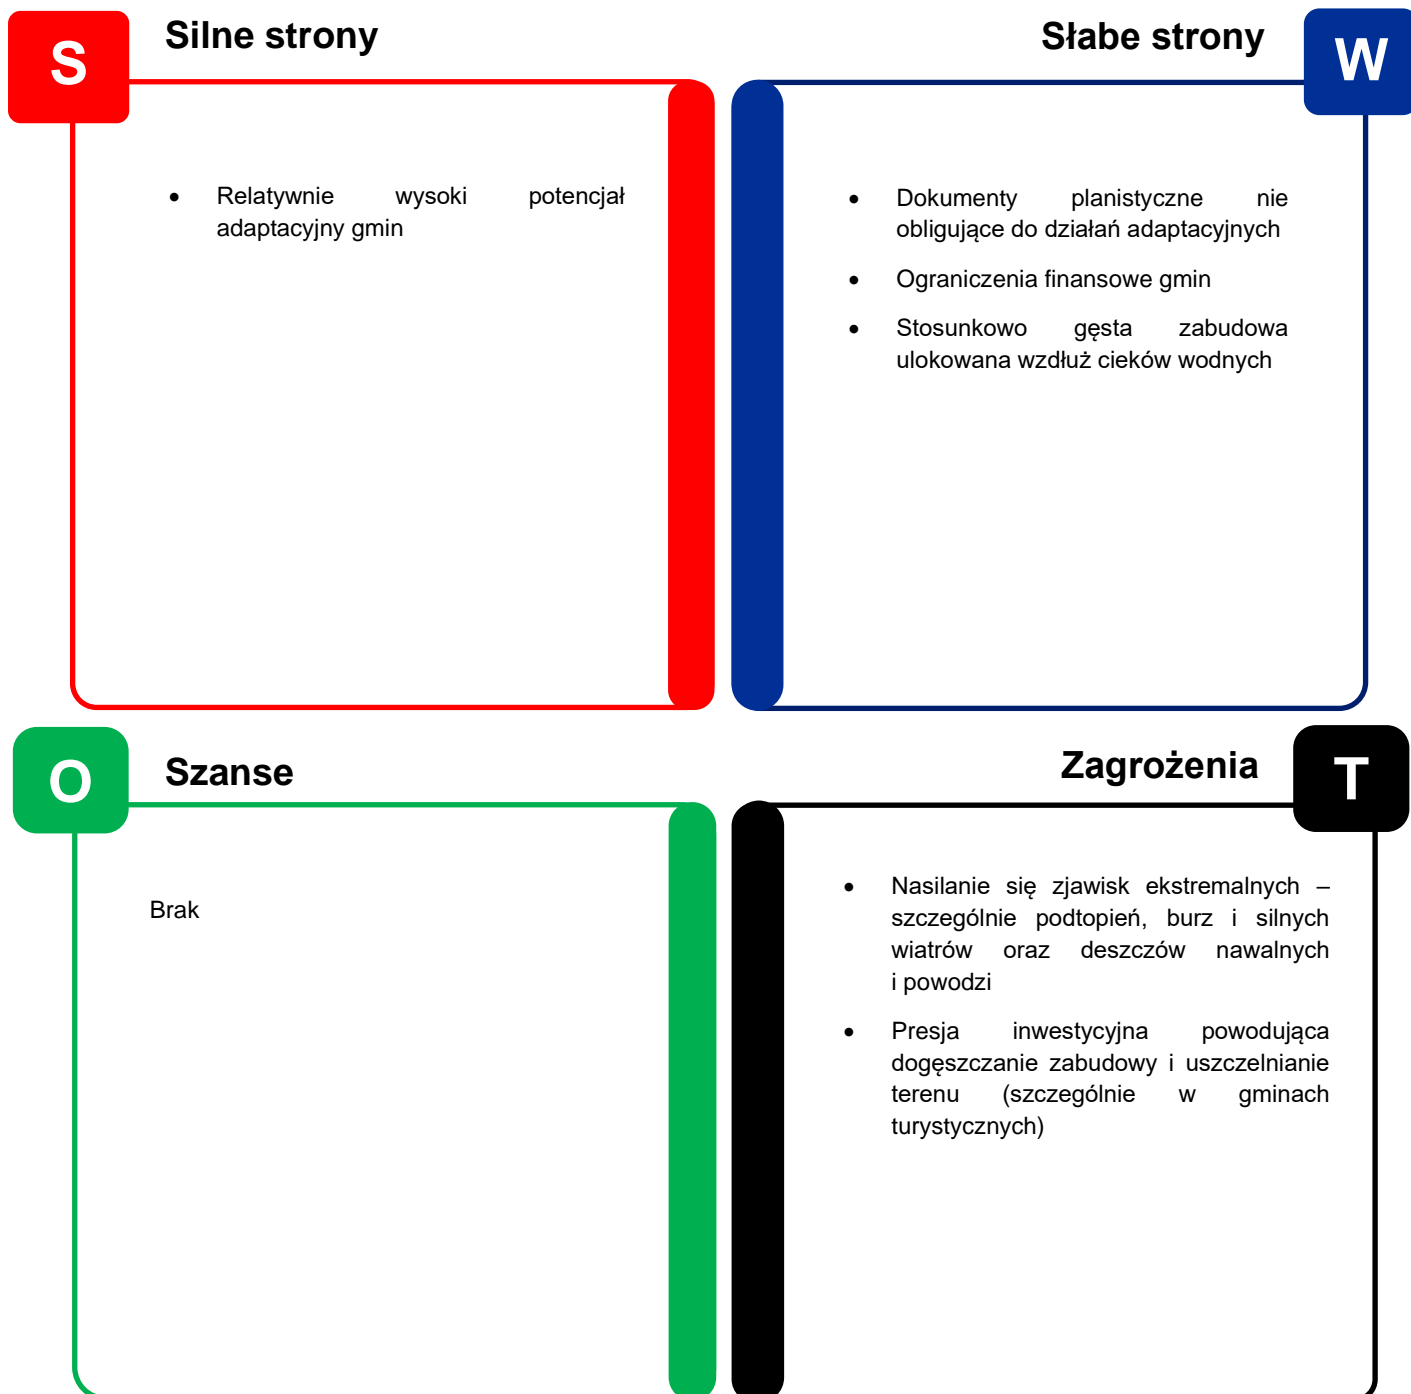 S
Silne strony
• Relatywnie wysoki potencjał
adaptacyjny gmin
Słabe strony
W
• Dokumenty planistyczne nie
obligujące do działań adaptacyjnych
• Ograniczenia finansowe gmin
• Stosunkowo gęsta zabudowa
ulokowana wzdłuż cieków wodnych
O
Szanse
Brak
Zagrożenia
T
• Nasilanie się zjawisk ekstremalnych –
szczególnie podtopień, burz i silnych
wiatrów oraz deszczów nawalnych
i powodzi
• Presja inwestycyjna powodująca
dogęszczanie zabudowy i uszczelnianie
terenu (szczególnie w gminach
turystycznych)